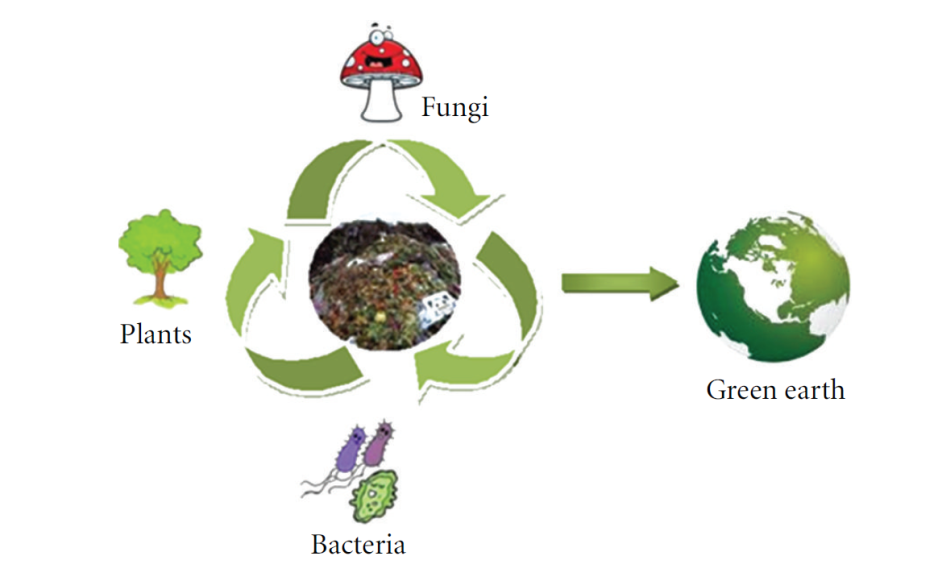 Fungi
Plants
Green earth
Bacteria